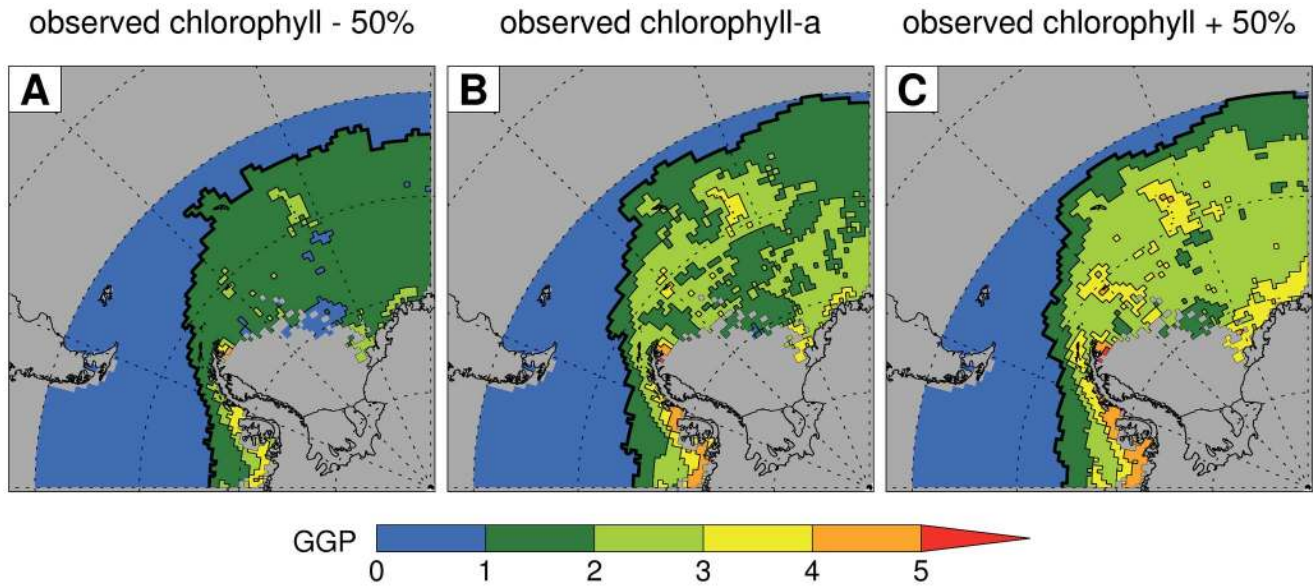 observed chlorophyll - 50%
observed chlorophyll-a
observed chlorophyll + 50%
A
B
C
GGP
0 1 2 3 4 5